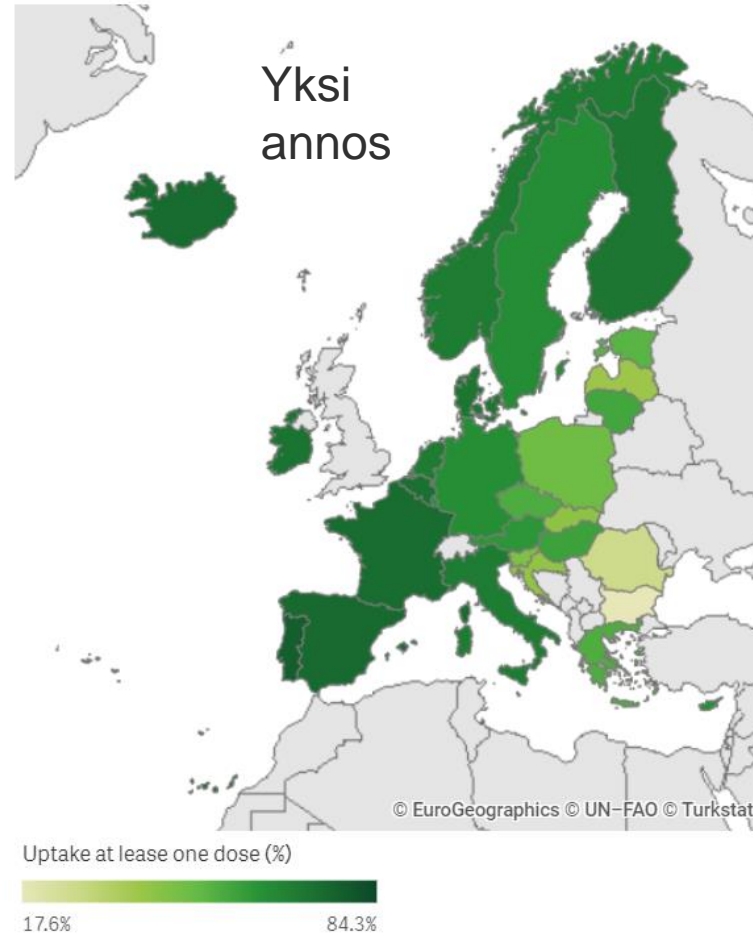 Yksi
annos
© EuroGeographics © UN–FAO © Turkstat
Uptake at lease one dose (%)
17.6% 84.3%